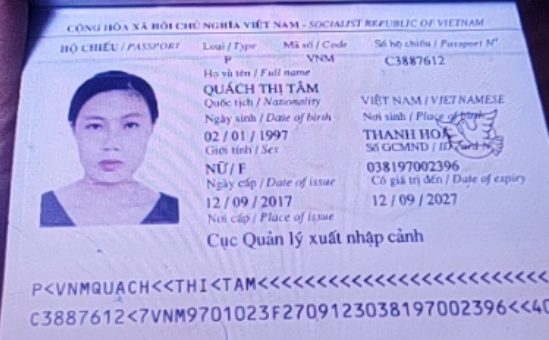 CỘNG HÒA XÃ HỘI CHỦ NGHĨA VIỆT NAM - SOCIALIST REPUBLIC OF VIETNAM
HỘ CHIẾU / PASSPORT Loại / Type Mã số / Code Số hộ chiếu / Passport Nº
P VNM C3887612
Họ và tên / Full name
QUÁCH THỊ TÂM
Quốc tịch / Nationality VIỆT NAM / VIETNAMESE
Ngày sinh / Date of birth Nơi sinh / Place of birth
02 / 01 / 1997 THANH HOÁ
Giới tính / Sex Số GCMND / ID card Nº
NỮ / F 038197002396
Ngày cấp / Date of issue Có giá trị đến / Date of expiry
12 / 09 / 2017 12 / 09 / 2027
Nơi cấp / Place of issue
Cục Quản lý xuất nhập cảnh
P<VNMQUACH<<THI<TAM<<<<<<<<<<<<<<<<<<<<<<<<<
C3887612<7VNM9701023F2709123038197002396<<40